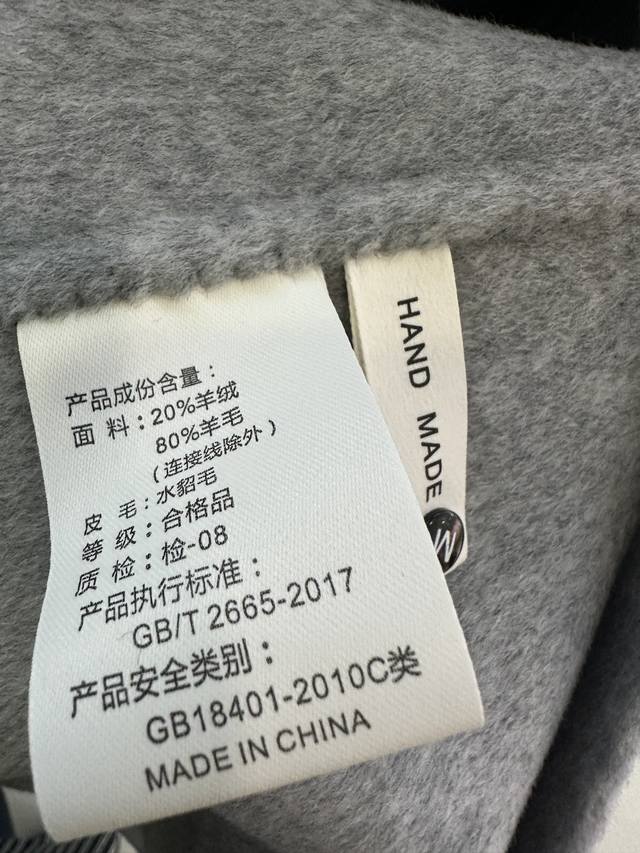 产品成份含量：
面 料：20%羊绒
80%羊毛
（连接线除外）
皮 毛：水貂毛
等 级：合格品
质 检：检-08
产品执行标准：
GB/T 2665-2017
产品安全类别：
GB18401-2010C类
MADE IN CHINA
HAND MADE
W